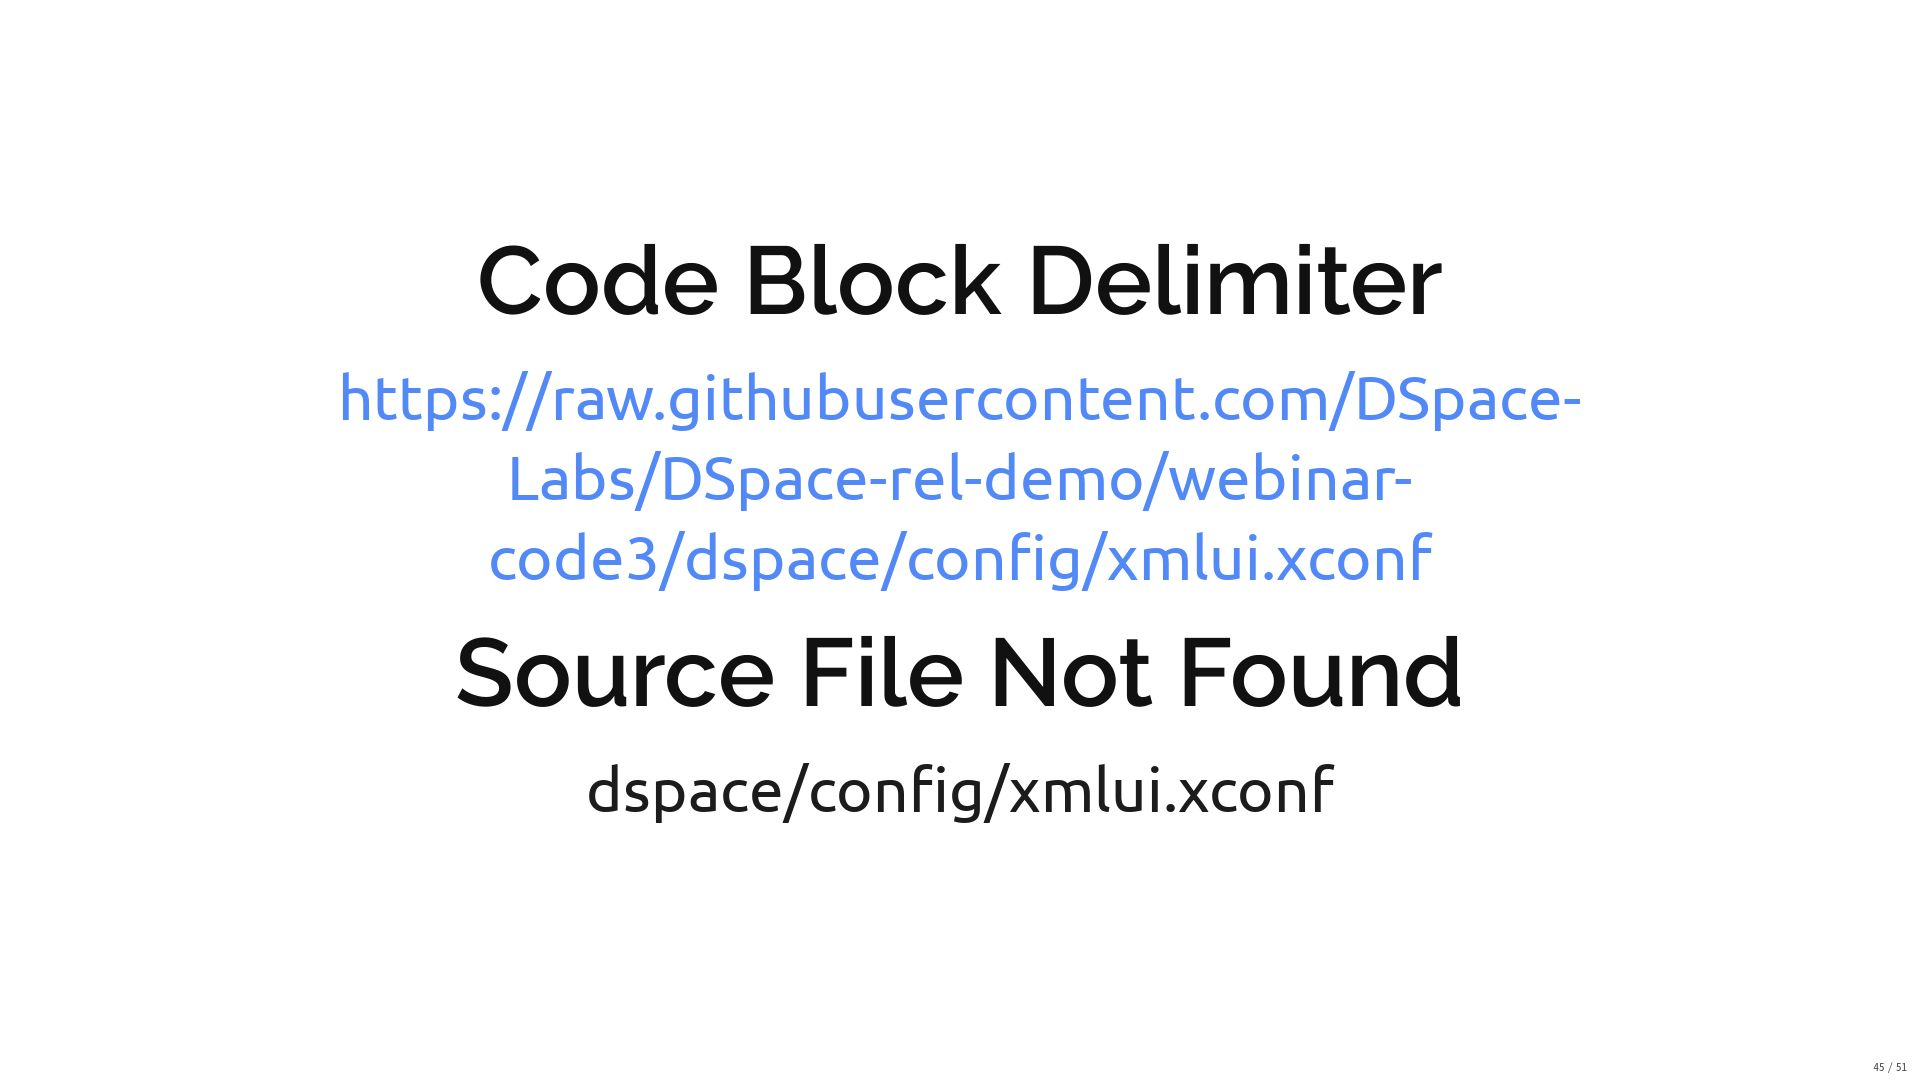 Code Block Delimiter
https://raw.githubusercontent.com/DSpace-
Labs/DSpace-rel-demo/webinar-
code3/dspace/config/xmlui.xconf
Source File Not Found
dspace/config/xmlui.xconf
45 / 51